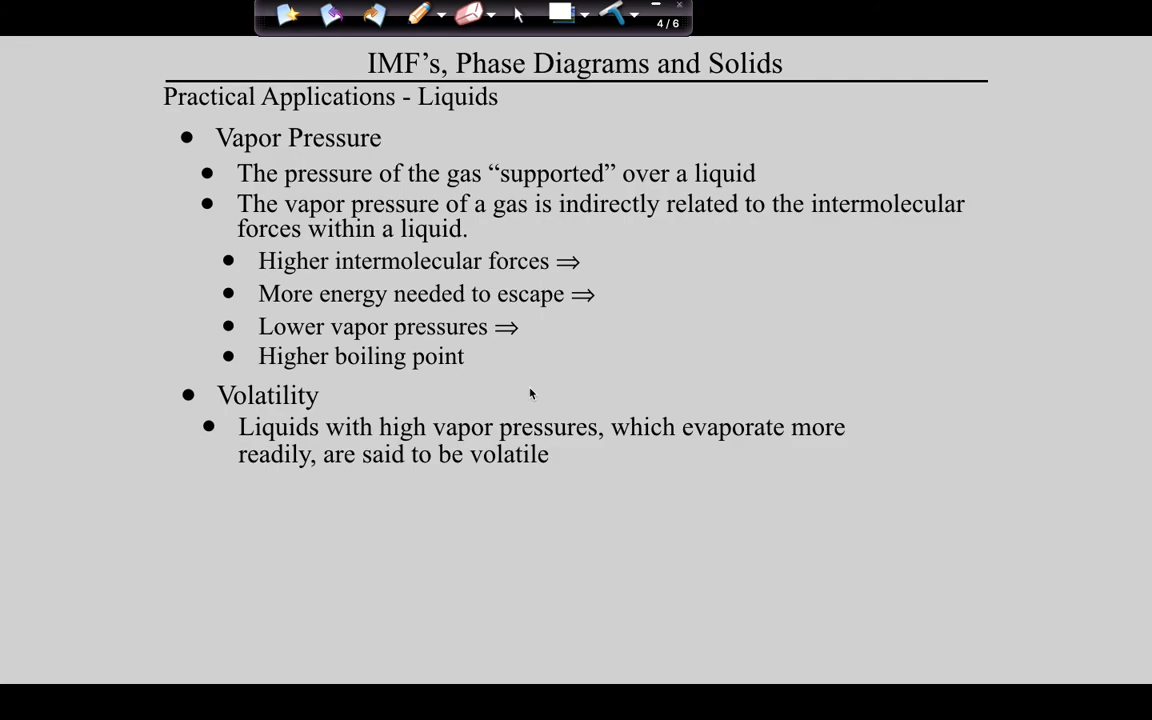 4 / 6
IMF’s, Phase Diagrams and Solids
Practical Applications - Liquids
● Vapor Pressure
● The pressure of the gas “supported” over a liquid
● The vapor pressure of a gas is indirectly related to the intermolecular
forces within a liquid.
● Higher intermolecular forces ⇒
● More energy needed to escape ⇒
● Lower vapor pressures ⇒
● Higher boiling point
● Volatility
● Liquids with high vapor pressures, which evaporate more
readily, are said to be volatile